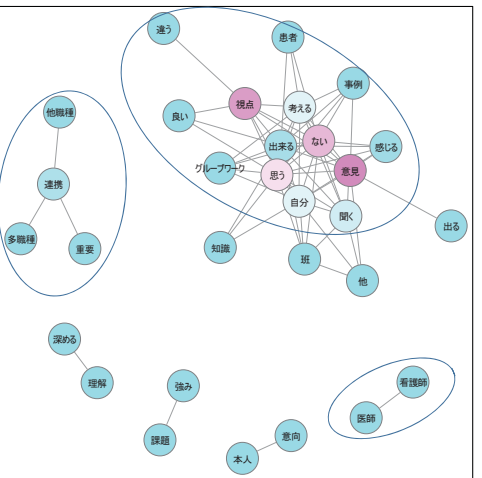 違う
患者
事例
視点
考える
良い
他職種
出来る
ない
感じる
グループワーク
思う
意見
連携
自分
聞く
出る
多職種
重要
知識
班
他
深める
理解
強み
看護師
医師
課題
意向
本人